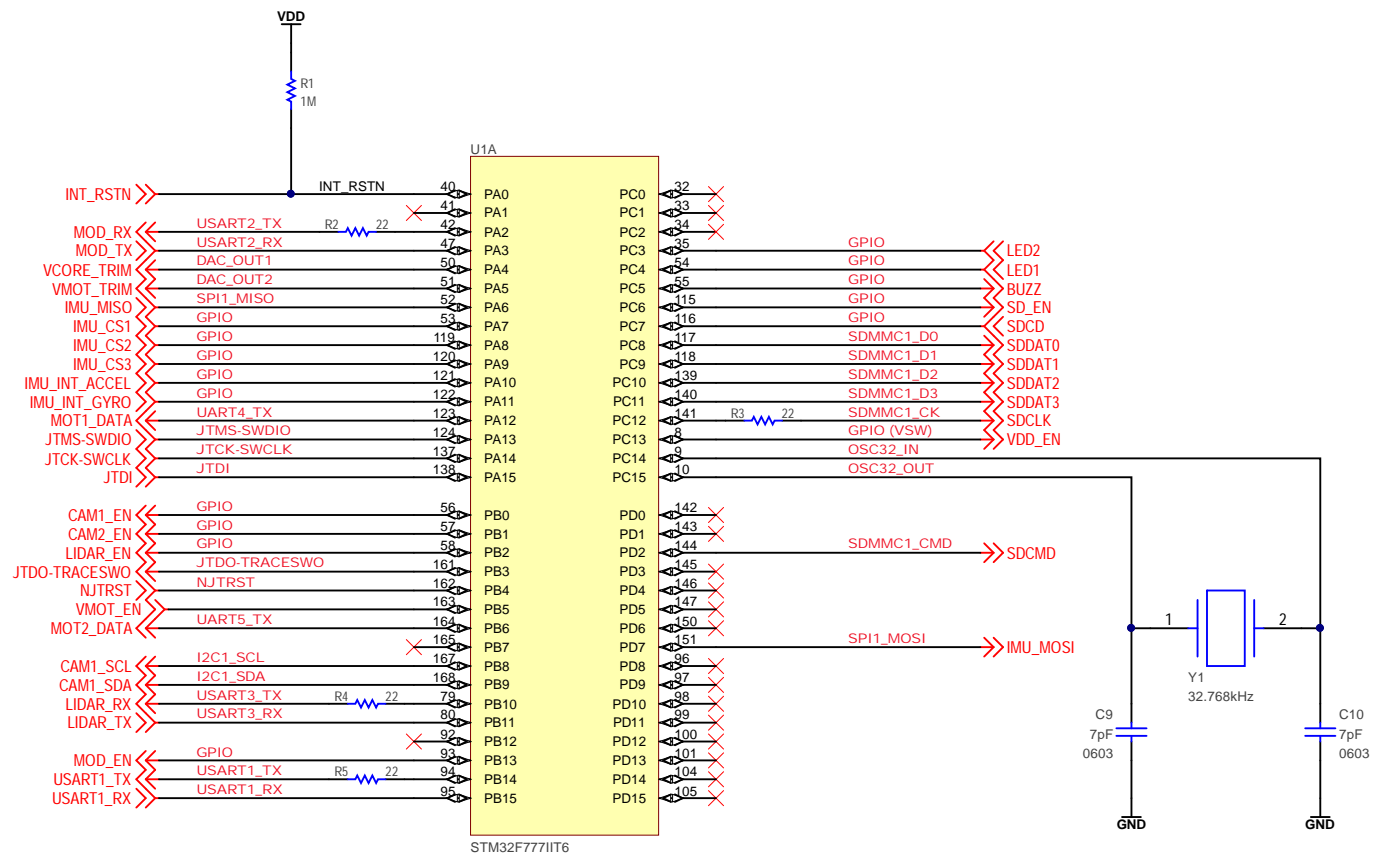 VDD
R1
1M
U1A
INT_RSTN INT_RSTN 40 PA0 PC0 32
41 PA1 PC1 33
MOD_RX USART2_TX R2 22 42 PA2 PC2 34
MOD_TX USART2_RX 47 PA3 PC3 35 GPIO LED2
VCORE_TRIM DAC_OUT1 50 PA4 PC4 54 GPIO LED1
VMOT_TRIM DAC_OUT2 51 PA5 PC5 55 GPIO BUZZ
IMU_MISO SPI1_MISO 52 PA6 PC6 115 GPIO SD_EN
IMU_CS1 GPIO 53 PA7 PC7 116 GPIO SDCD
IMU_CS2 GPIO 119 PA8 PC8 117 SDMMC1_D0 SDDAT0
IMU_CS3 GPIO 120 PA9 PC9 118 SDMMC1_D1 SDDAT1
IMU_INT_ACCEL GPIO 121 PA10 PC10 139 SDMMC1_D2 SDDAT2
IMU_INT_GYRO GPIO 122 PA11 PC11 140 SDMMC1_D3 SDDAT3
MOT1_DATA UART4_TX 123 PA12 PC12 141 R3 22 SDMMC1_CK SDCLK
JTMS-SWDIO JTMS-SWDIO 124 PA13 PC13 8 GPIO (VSW) VDD_EN
JTCK-SWCLK JTCK-SWCLK 137 PA14 PC14 9 OSC32_IN
JTDI JTDI 138 PA15 PC15 10 OSC32_OUT
CAM1_EN GPIO 56 PB0 PD0 142
CAM2_EN GPIO 57 PB1 PD1 143
LIDAR_EN GPIO 58 PB2 PD2 144 SDMMC1_CMD SDCMD
JTDO-TRACESWO JTDO-TRACESWO 161 PB3 PD3 145
NJTRST NJTRST 162 PB4 PD4 146
VMOT_EN 163 PB5 PD5 147
MOT2_DATA UART5_TX 164 PB6 PD6 150
165 PB7 PD7 151 SPI1_MOSI IMU_MOSI
CAM1_SCL I2C1_SCL 167 PB8 PD8 96
CAM1_SDA I2C1_SDA 168 PB9 PD9 97
LIDAR_RX USART3_TX R4 22 79 PB10 PD10 98
LIDAR_TX USART3_RX 80 PB11 PD11 99
92 PB12 PD12 100
MOD_EN GPIO 93 PB13 PD13 101
USART1_TX USART1_TX R5 22 94 PB14 PD14 104
USART1_RX USART1_RX 95 PB15 PD15 105
STM32F777IIT6
1 2
Y1
32.768kHz
C9
7pF
0603
C10
7pF
0603
GND
GND